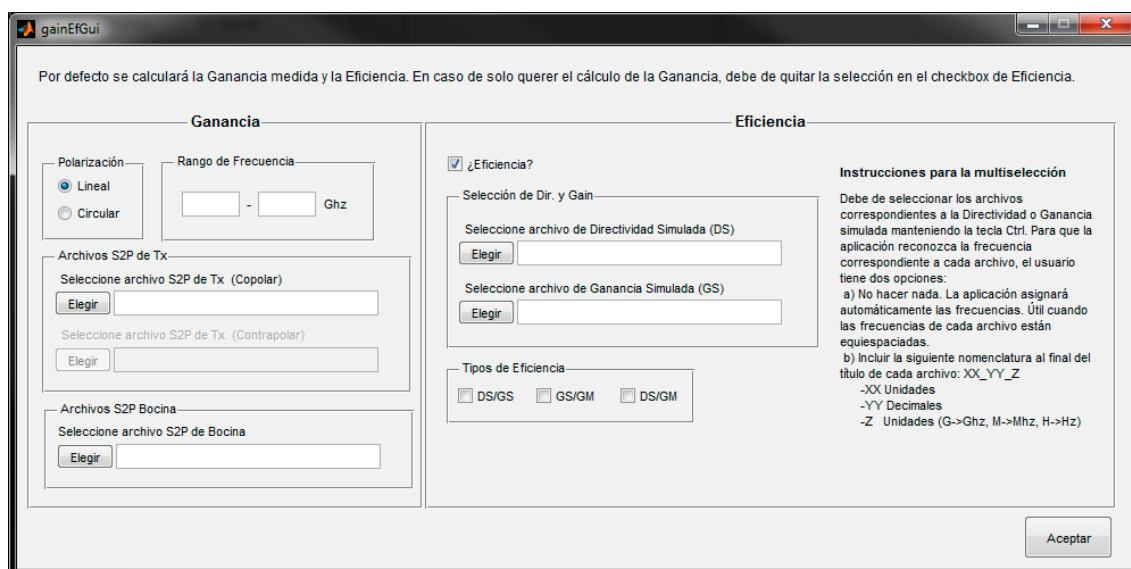 gainEfGui
Por defecto se calculará la Ganancia medida y la Eficiencia. En caso de solo querer el cálculo de la Ganancia, debe de quitar la selección en el checkbox de Eficiencia.
Ganancia
Polarización
Lineal
Circular
Rango de Frecuencia
- Ghz
Archivos S2P de Tx
Seleccione archivo S2P de Tx (Copolar)
Elegir
Seleccione archivo S2P de Tx (Contrapolar)
Elegir
Archivos S2P Bocina
Seleccione archivo S2P de Bocina
Elegir
Eficiencia
¿Eficiencia?
Selección de Dir. y Gain
Seleccione archivo de Directividad Simulada (DS)
Elegir
Seleccione archivo de Ganancia Simulada (GS)
Elegir
Tipos de Eficiencia
DS/GS GS/GM DS/GM
Instrucciones para la multiselección
Debe de seleccionar los archivos
correspondientes a la Directividad o Ganancia
simulada manteniendo la tecla Ctrl. Para que la
aplicación reconozca la frecuencia
correspondiente a cada archivo, el usuario
tiene dos opciones:
a) No hacer nada. La aplicación asignará
automáticamente las frecuencias. Útil cuando
las frecuencias de cada archivo están
equiespaciadas.
b) Incluir la siguiente nomenclatura al final del
título de cada archivo: XX_YY_Z
-XX Unidades
-YY Decimales
-Z Unidades (G->Ghz, M->Mhz, H->Hz)
Aceptar